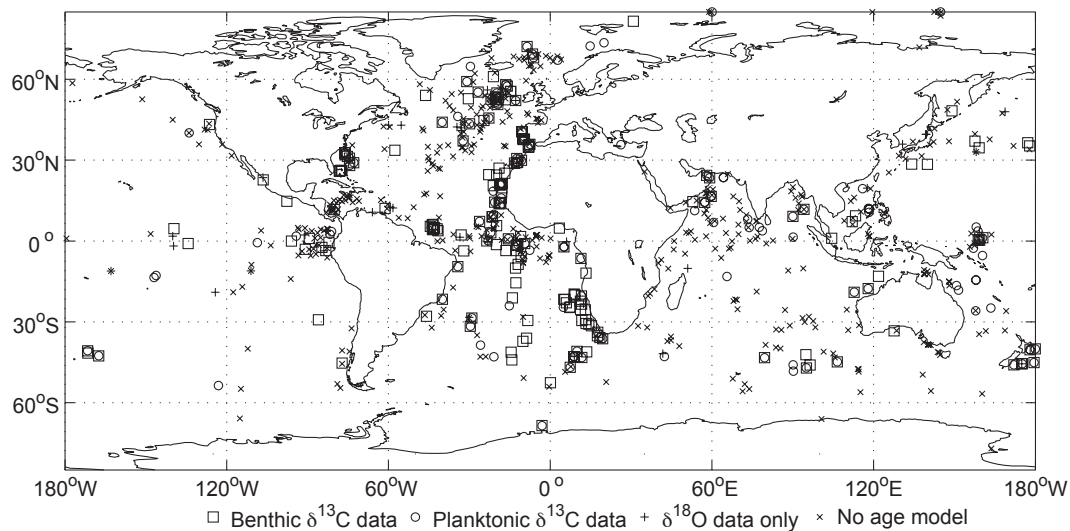 60°N
30°N
0°
30°S
60°S
180°W 120°W 60°W 0° 60°E 120°E 180°W
□ Benthic δ¹³C data ○ Planktonic δ¹³C data + δ¹⁸O data only × No age model